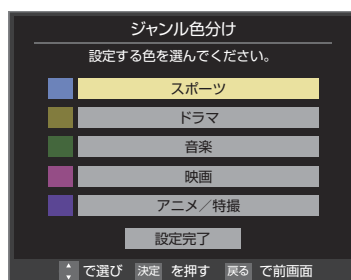 ジャンル色分け
設定する色を選んでください。
スポーツ
ドラマ
音楽
映画
アニメ／特撮
設定完了
で選び 決定 を押す 戻る で前画面